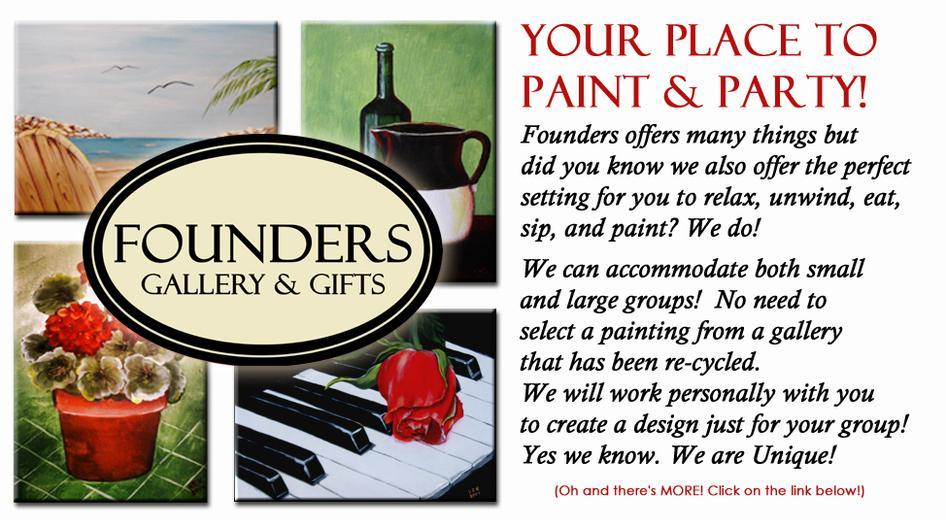 FOUNDERS
GALLERY & GIFTS
YOUR PLACE TO
PAINT & PARTY!
Founders offers many things but
did you know we also offer the perfect
setting for you to relax, unwind, eat,
sip, and paint? We do!
We can accommodate both small
and large groups! No need to
select a painting from a gallery
that has been re-cycled.
We will work personally with you
to create a design just for your group!
Yes we know. We are Unique!
(Oh and there's MORE! Click on the link below!)